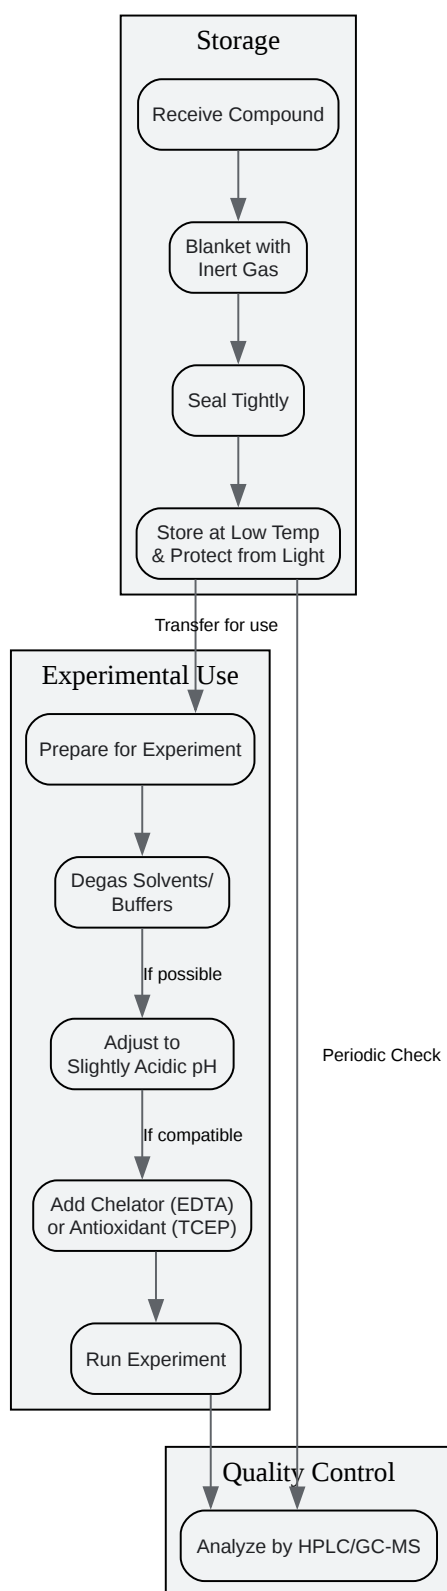 Storage
Receive Compound
Blanket with
Inert Gas
Seal Tightly
Store at Low Temp
& Protect from Light
Transfer for use
Experimental Use
Prepare for Experiment
Degas Solvents/
Buffers
If possible
Adjust to
Slightly Acidic pH
Periodic Check
If compatible
Add Chelator (EDTA)
or Antioxidant (TCEP)
Run Experiment
Quality Control
Analyze by HPLC/GC-MS